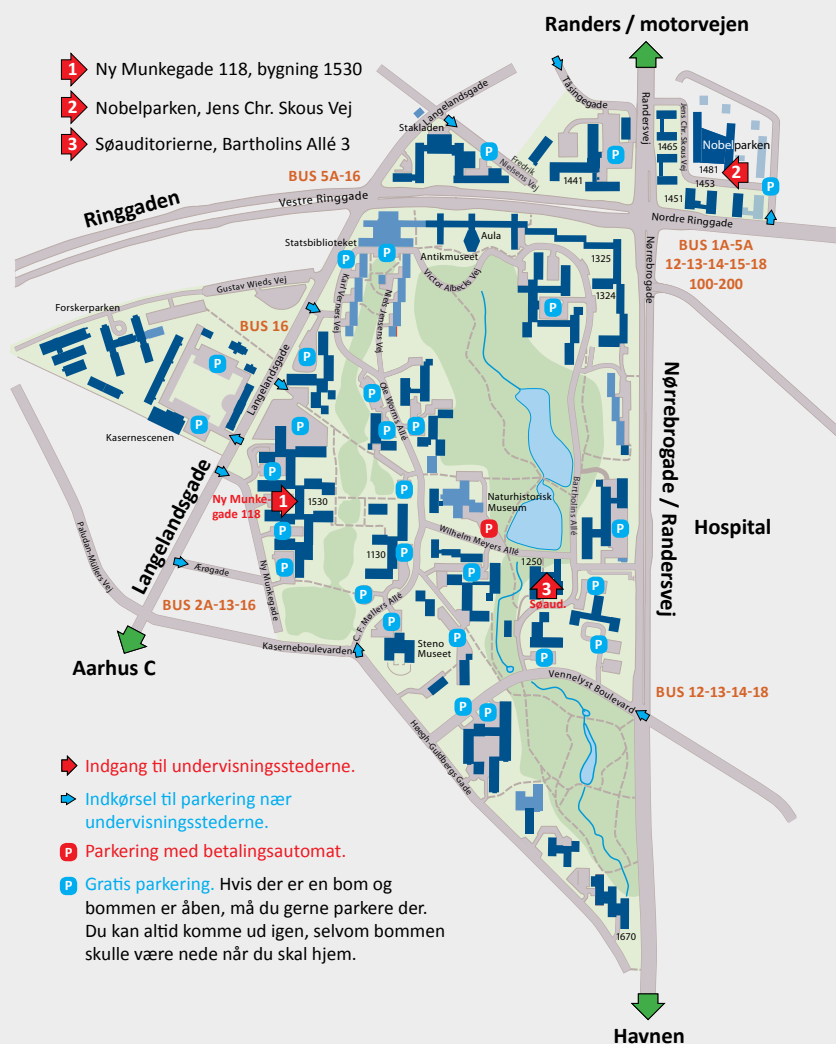 Randers / motorvejen
1 Ny Munkegade 118, bygning 1530
2 Nobelparken, Jens Chr. Skous Vej
3 Søauditorierne, Bartholins Allé 3
Tåsingegade
Randersvej
Jens Chr. Skous Vej
Langelandsgade
Stakladen
Fredrik
Nielsens Vej
P
P
1441
1465
Nobelparken
1481
2
1453
1451
P
BUS 5A-16
Ringgaden
Vestre Ringgade
Nordre Ringgade
BUS 1A-5A
12-13-14-15-18
100-200
Statsbiblioteket
Aula
Antikmuseet
P
P
1325
1324
Nørrebrogade
Victor Albecks Vej
Karl Verners Vej
Niels Jensens Vej
Gustav Wieds Vej
Forskerparken
BUS 16
P
P
P
Langelandsgade
Ole Worms Allé
P
P
P
P
P
Kasernescenen
P
Ny Munke-
gade 118
1
1530
P
P
Naturhistorisk
Museum
P
Wilhelm Meyers Allé
Bartholins Allé
P
Nørrebrogade / Randersvej
Hospital
Langelandsgade
Paludan-Müllers Vej
Ærøgade
Ny Munkegade
P
1130
P
P
1250
3
Søaud.
P
P
BUS 2A-13-16
C. F. Møllers Allé
P
Kaserneboulevarden
Steno
Museet
P
P
P
Aarhus C
Vennelyst Boulevard
BUS 12-13-14-18
P
P
Høegh-Guldbergs Gade
Indgang til undervisningsstederne.
Indkørsel til parkering nær
undervisningsstederne.
P Parkering med betalingsautomat.
P Gratis parkering. Hvis der er en bom og
bommen er åben, må du gerne parkere der.
Du kan altid komme ud igen, selvom bommen
skulle være nede når du skal hjem.
1670
Havnen